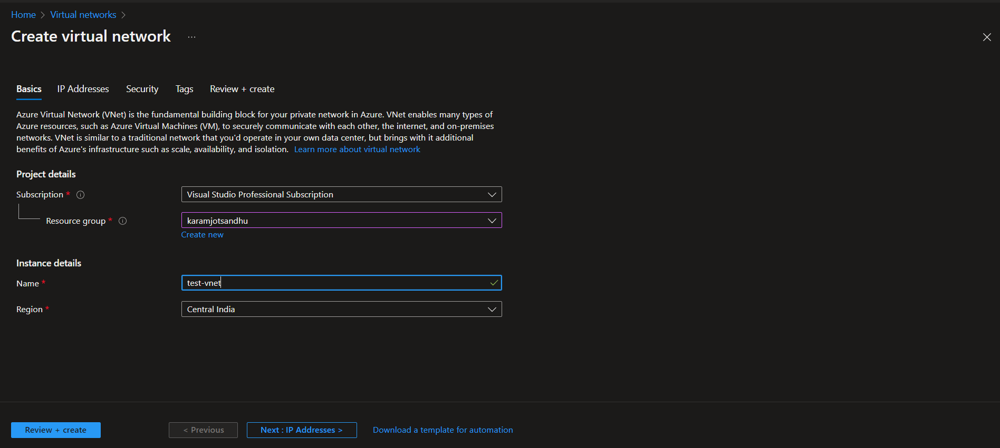 Home > Virtual networks >
Create virtual network ...
Basics IP Addresses Security Tags Review + create
Azure Virtual Network (VNet) is the fundamental building block for your private network in Azure. VNet enables many types of
Azure resources, such as Azure Virtual Machines (VM), to securely communicate with each other, the internet, and on-premises
networks. VNet is similar to a traditional network that you'd operate in your own data center, but brings with it additional
benefits of Azure's infrastructure such as scale, availability, and isolation. Learn more about virtual network
Project details
Subscription * Visual Studio Professional Subscription
Resource group * karamjotsandhu
Create new
Instance details
Name * test-vnet
Region * Central India
Review + create < Previous Next : IP Addresses > Download a template for automation